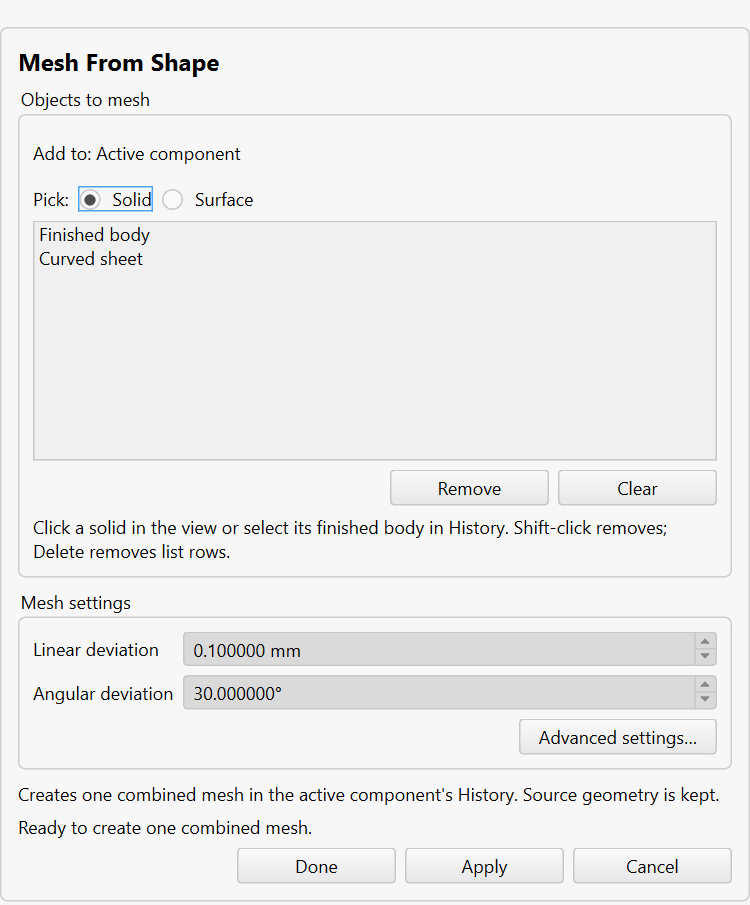 Mesh From Shape
Objects to mesh
Add to: Active component
Pick: Solid Surface
Finished body
Curved sheet
Remove Clear
Click a solid in the view or select its finished body in History. Shift-click removes;
Delete removes list rows.
Mesh settings
Linear deviation 0.100000 mm
Angular deviation 30.000000°
Advanced settings...
Creates one combined mesh in the active component's History. Source geometry is kept.
Ready to create one combined mesh.
Done Apply Cancel